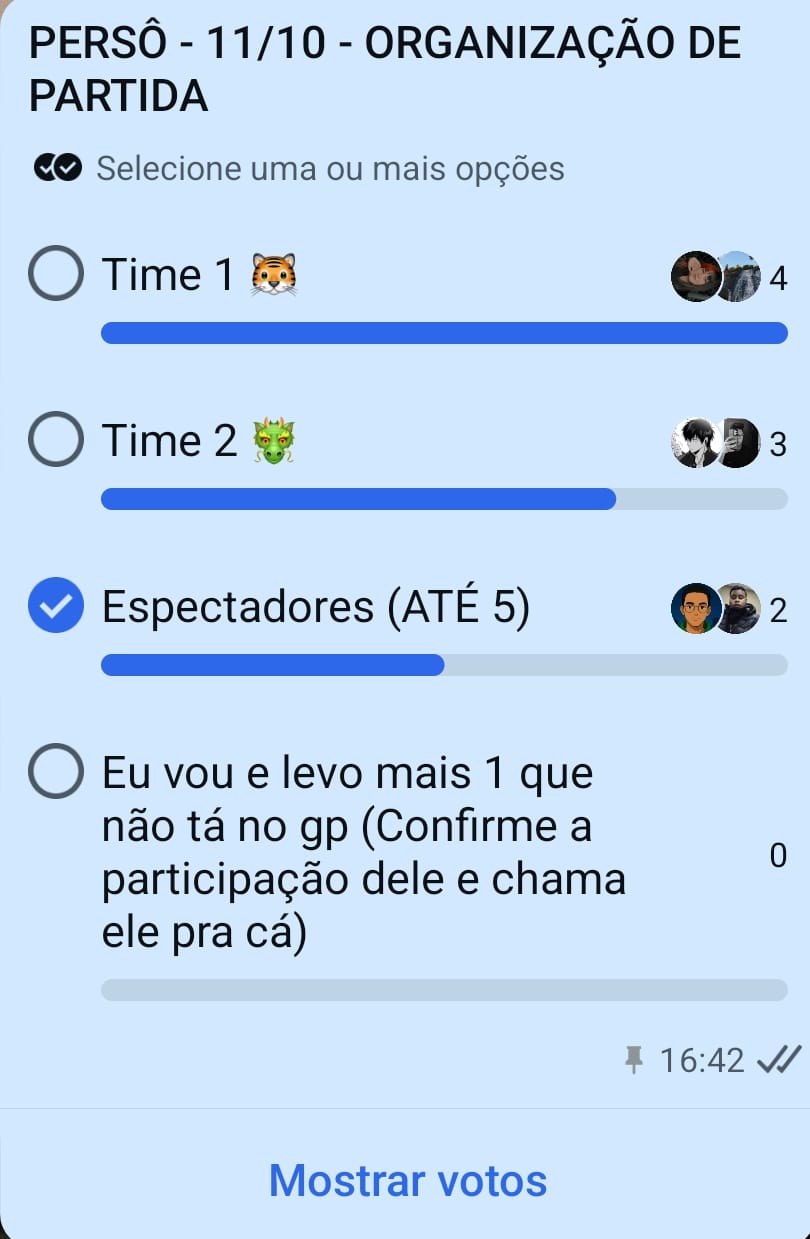 PERSÔ - 11/10 - ORGANIZAÇÃO DE
PARTIDA
Selecione uma ou mais opções
Time 1 🐯 4
Time 2 🐲 3
Espectadores (ATÉ 5) 2
Eu vou e levo mais 1 que
não tá no gp (Confirme a
participação dele e chama
ele pra cá)
0
16:42
Mostrar votos